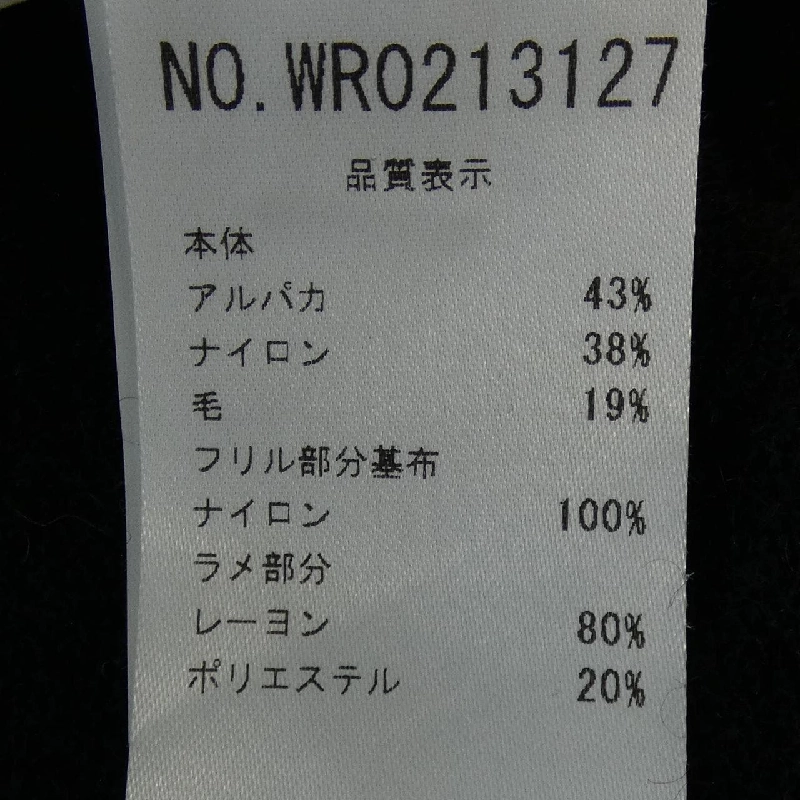 NO.WR0213127
品質表示
本体
アルパカ 43%
ナイロン 38%
毛 19%
フリル部分基布
ナイロン 100%
ラメ部分
レーヨン 80%
ポリエステル 20%